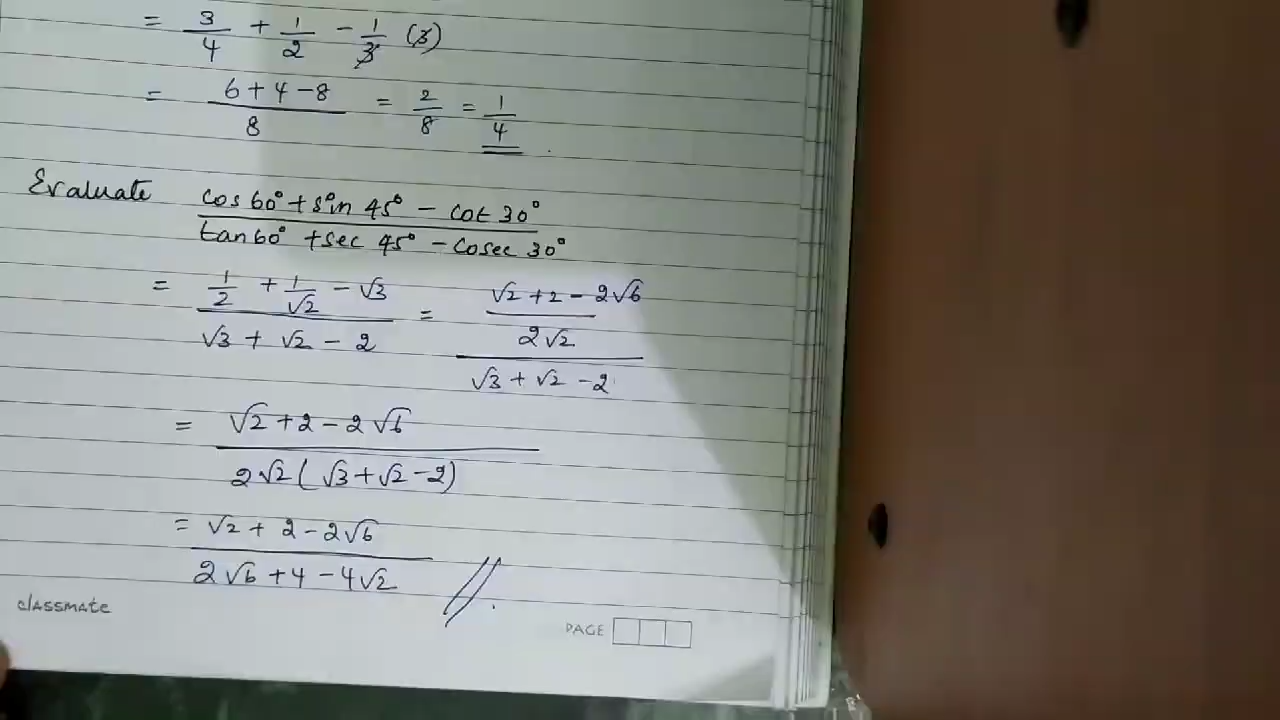 = 3/4 + 1/2 - 1/3 (3)
= (6+4-8)/8 = 2/8 = 1/4
Evaluate (cos 60° + sin 45° - cot 30°)/(tan 60° + sec 45° - cosec 30°)
= (1/2 + 1/√2 - √3)/(√3 + √2 - 2) = ((√2 + 2 - 2√6)/(2√2))/(√3 + √2 - 2)
= (√2 + 2 - 2√6)/(2√2(√3 + √2 - 2))
= (√2 + 2 - 2√6)/(2√6 + 4 - 4√2) //.
classmate
PAGE